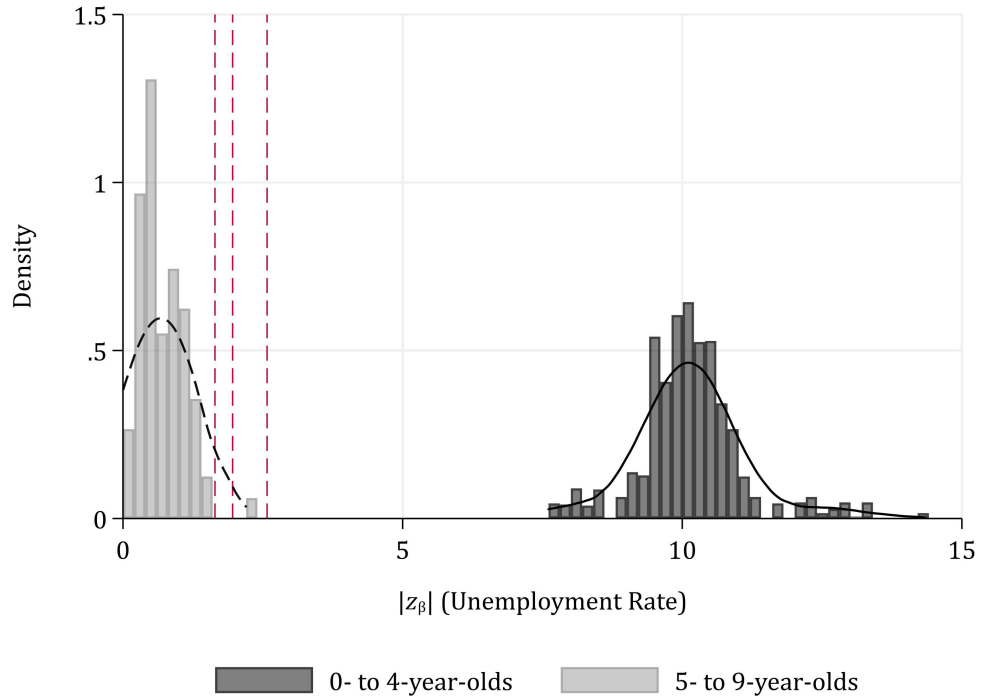 1.5
1
.5
0
Density
0
5
10
15
|zᵦ| (Unemployment Rate)
0- to 4-year-olds
5- to 9-year-olds